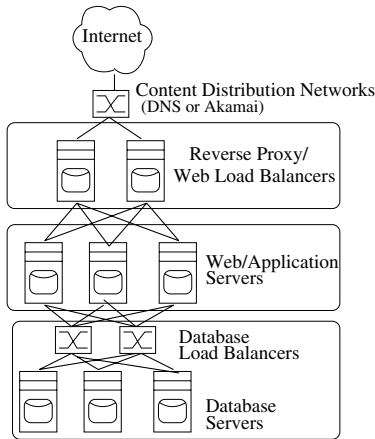 Internet
Content Distribution Networks
(DNS or Akamai)
Reverse Proxy/
Web Load Balancers
Web/Application
Servers
Database
Load Balancers
Database
Servers